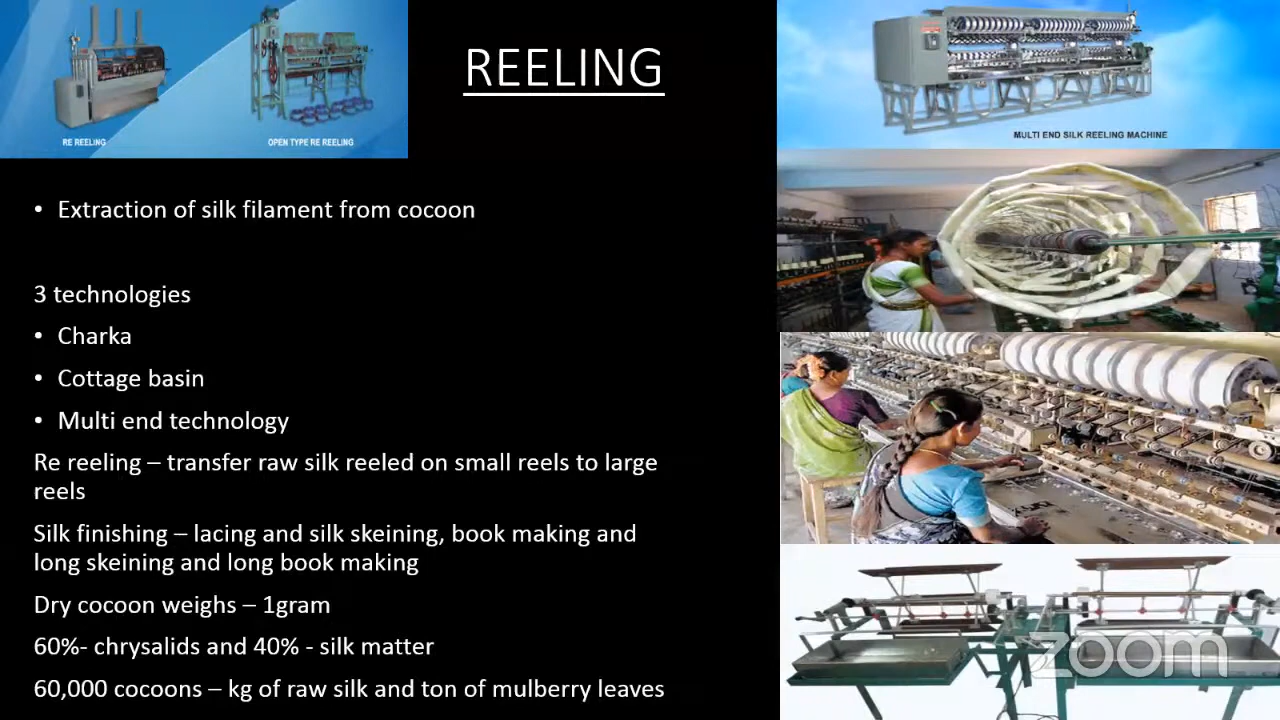 REELING
RE REELING
OPEN TYPE RE REELING
MULTI END SILK REELING MACHINE
• Extraction of silk filament from cocoon
3 technologies
• Charka
• Cottage basin
• Multi end technology
Re reeling – transfer raw silk reeled on small reels to large
reels
Silk finishing – lacing and silk skeining, book making and
long skeining and long book making
Dry cocoon weighs – 1gram
60%- chrysalids and 40% - silk matter
60,000 cocoons – kg of raw silk and ton of mulberry leaves
zoom